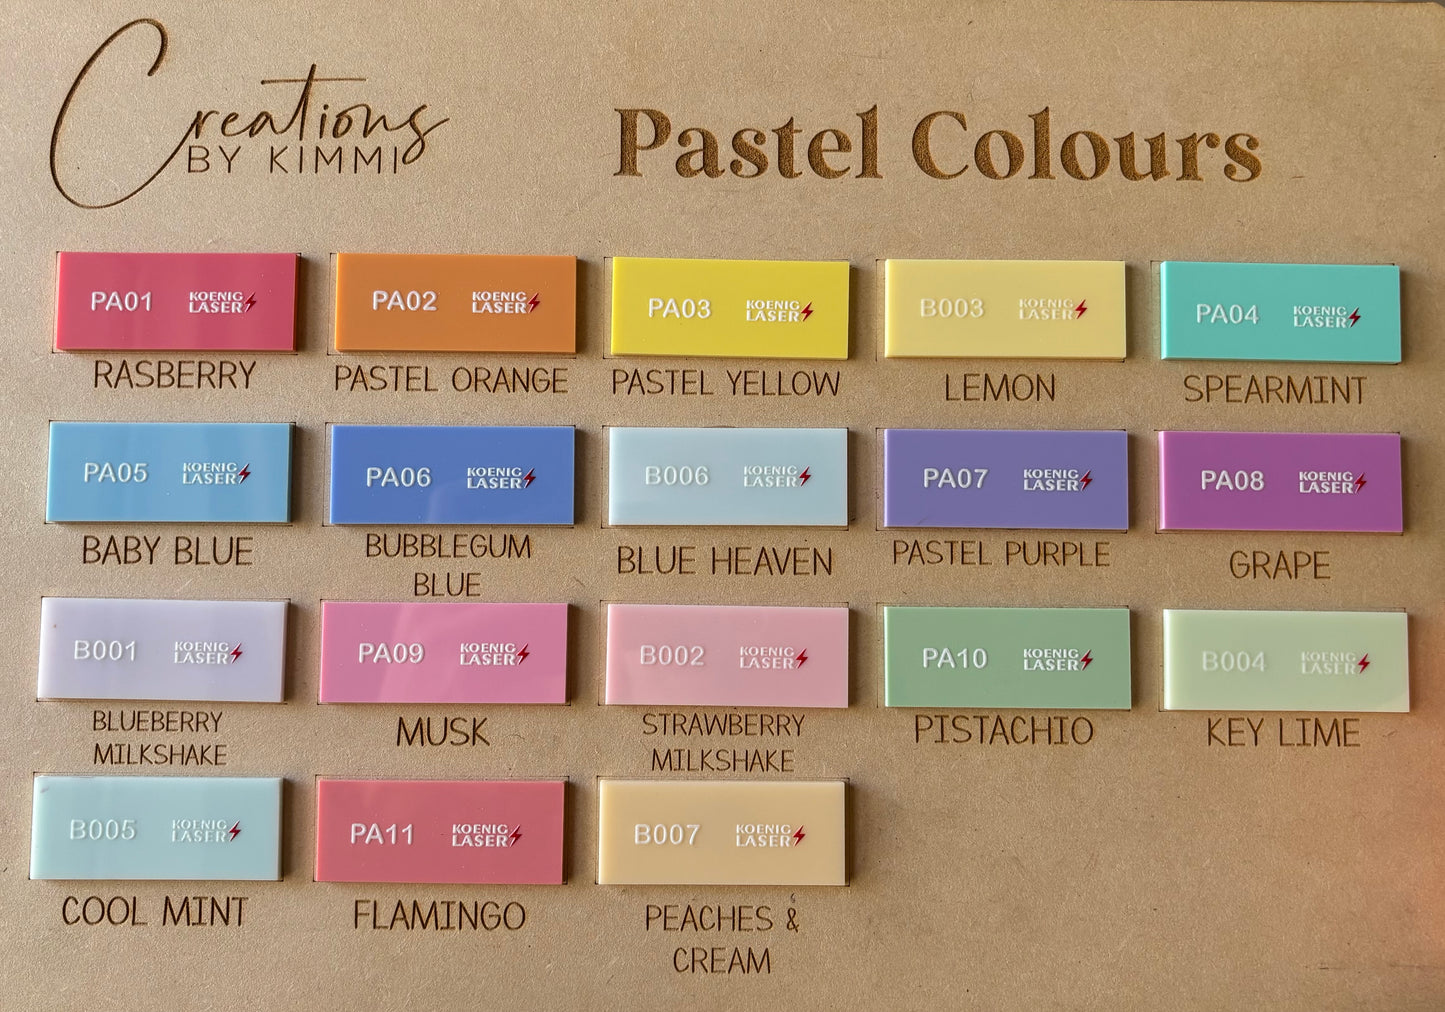 Creations
BY KIMMI
Pastel Colours
PA01 KOENIG LASER
RASBERRY
PA02 KOENIG LASER
PASTEL ORANGE
PA03 KOENIG LASER
PASTEL YELLOW
B003 KOENIG LASER
LEMON
PA04 KOENIG LASER
SPEARMINT
PA05 KOENIG LASER
BABY BLUE
PA06 KOENIG LASER
BUBBLEGUM
BLUE
B006 KOENIG LASER
BLUE HEAVEN
PA07 KOENIG LASER
PASTEL PURPLE
PA08 KOENIG LASER
GRAPE
B001 KOENIG LASER
BLUEBERRY
MILKSHAKE
PA09 KOENIG LASER
MUSK
B002 KOENIG LASER
STRAWBERRY
MILKSHAKE
PA10 KOENIG LASER
PISTACHIO
B004 KOENIG LASER
KEY LIME
B005 KOENIG LASER
COOL MINT
PA11 KOENIG LASER
FLAMINGO
B007 KOENIG LASER
PEACHES &
CREAM